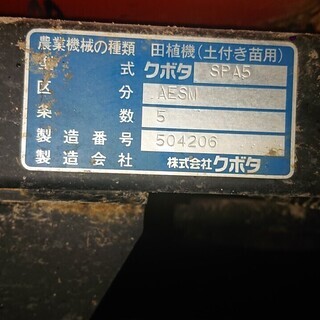 農業機械の種類 田植機(土付き苗用)
型 式 クボタ SPA5
区 分 AESM
条 数 5
製造番号 504206
製造会社 株式会社クボタ